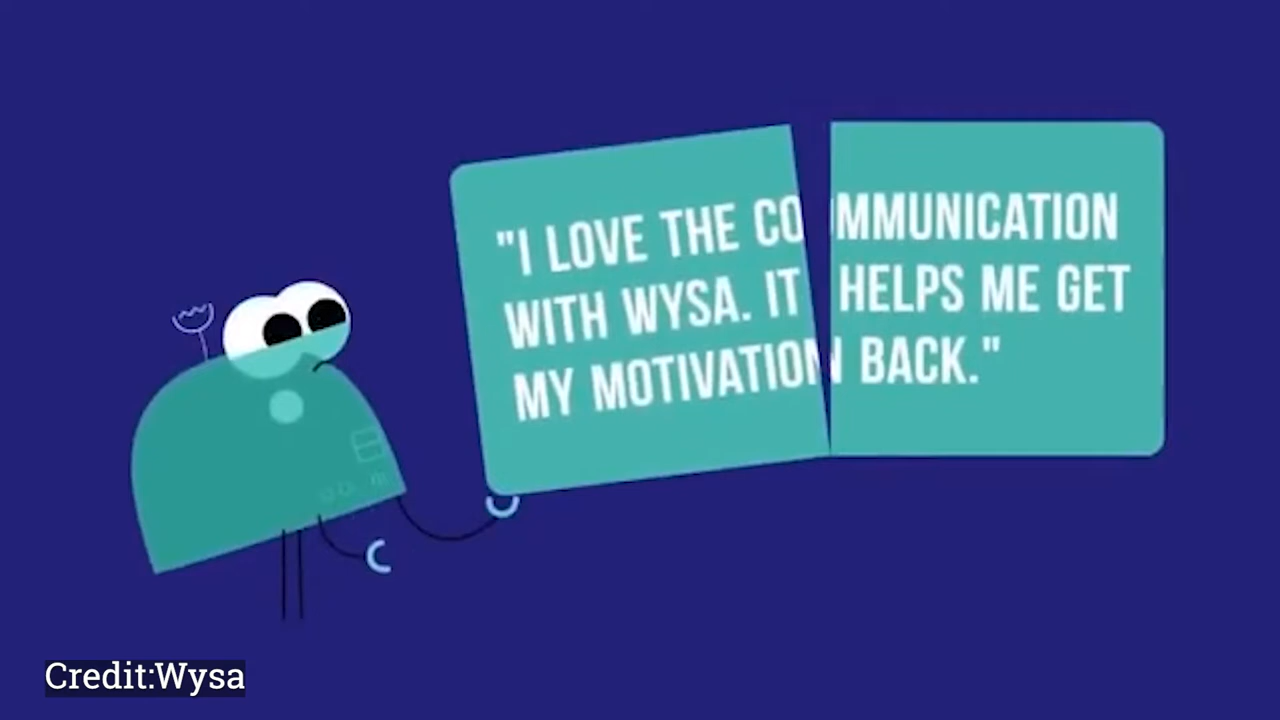 "I LOVE THE COMMUNICATION
WITH WYSA. IT HELPS ME GET
MY MOTIVATION BACK."
Credit:Wysa